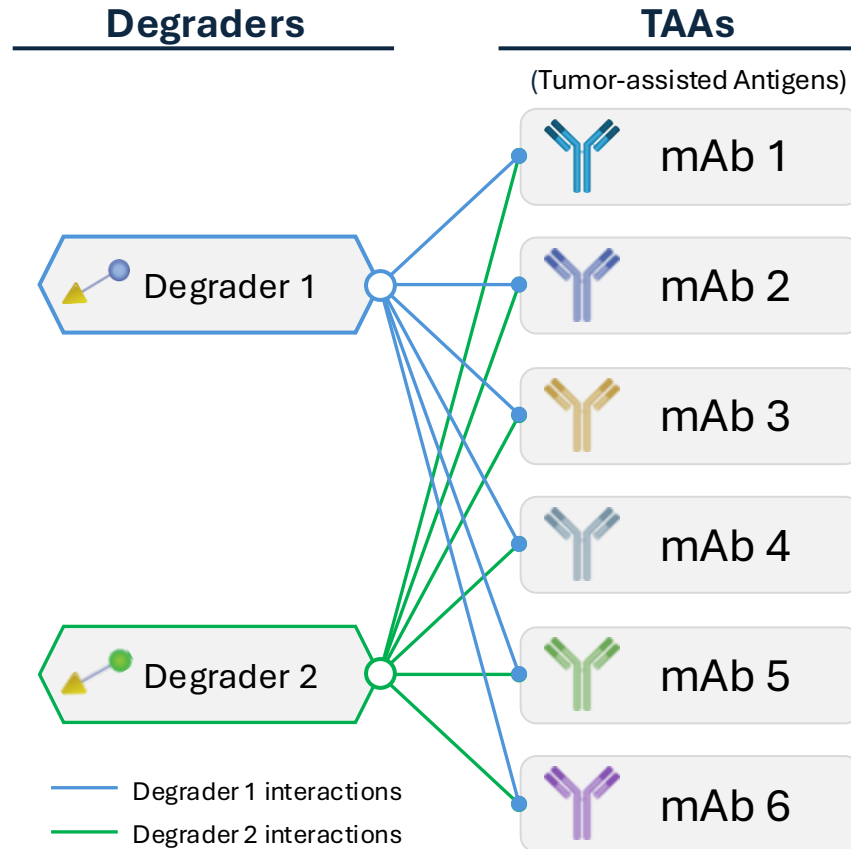 Degraders
TAAs
(Tumor-assisted Antigens)
mAb 1
mAb 2
Degrader 1
mAb 3
mAb 4
mAb 5
Degrader 2
mAb 6
Degrader 1 interactions
Degrader 2 interactions